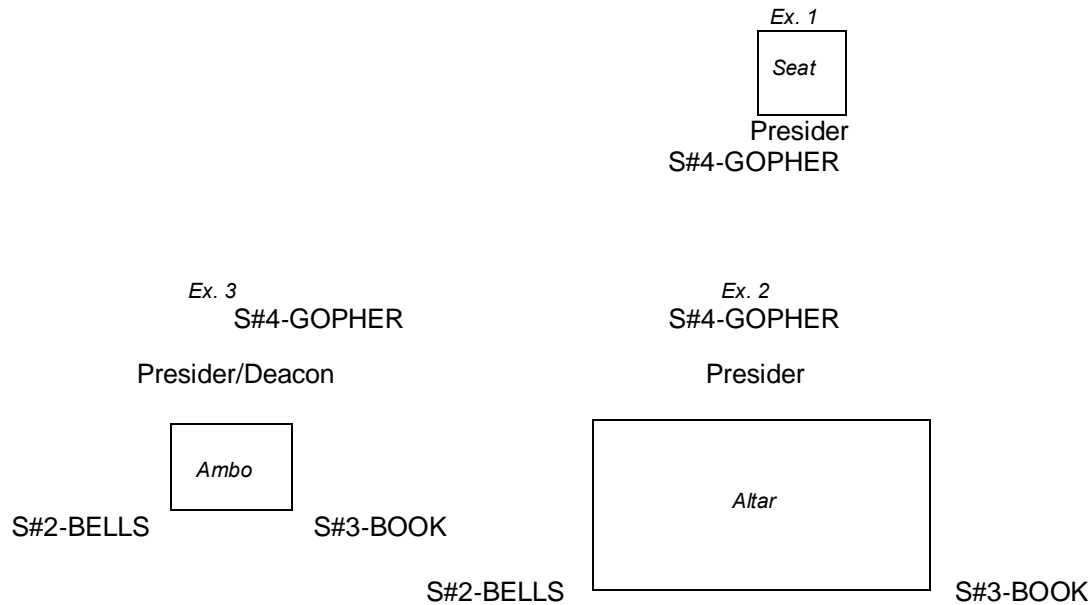 Ex. 1
Seat
Presider
S#4-GOPHER
Ex. 3
S#4-GOPHER
Presider/Deacon
Ambo
S#2-BELLS
S#3-BOOK
Ex. 2
S#4-GOPHER
Presider
Altar
S#2-BELLS
S#3-BOOK